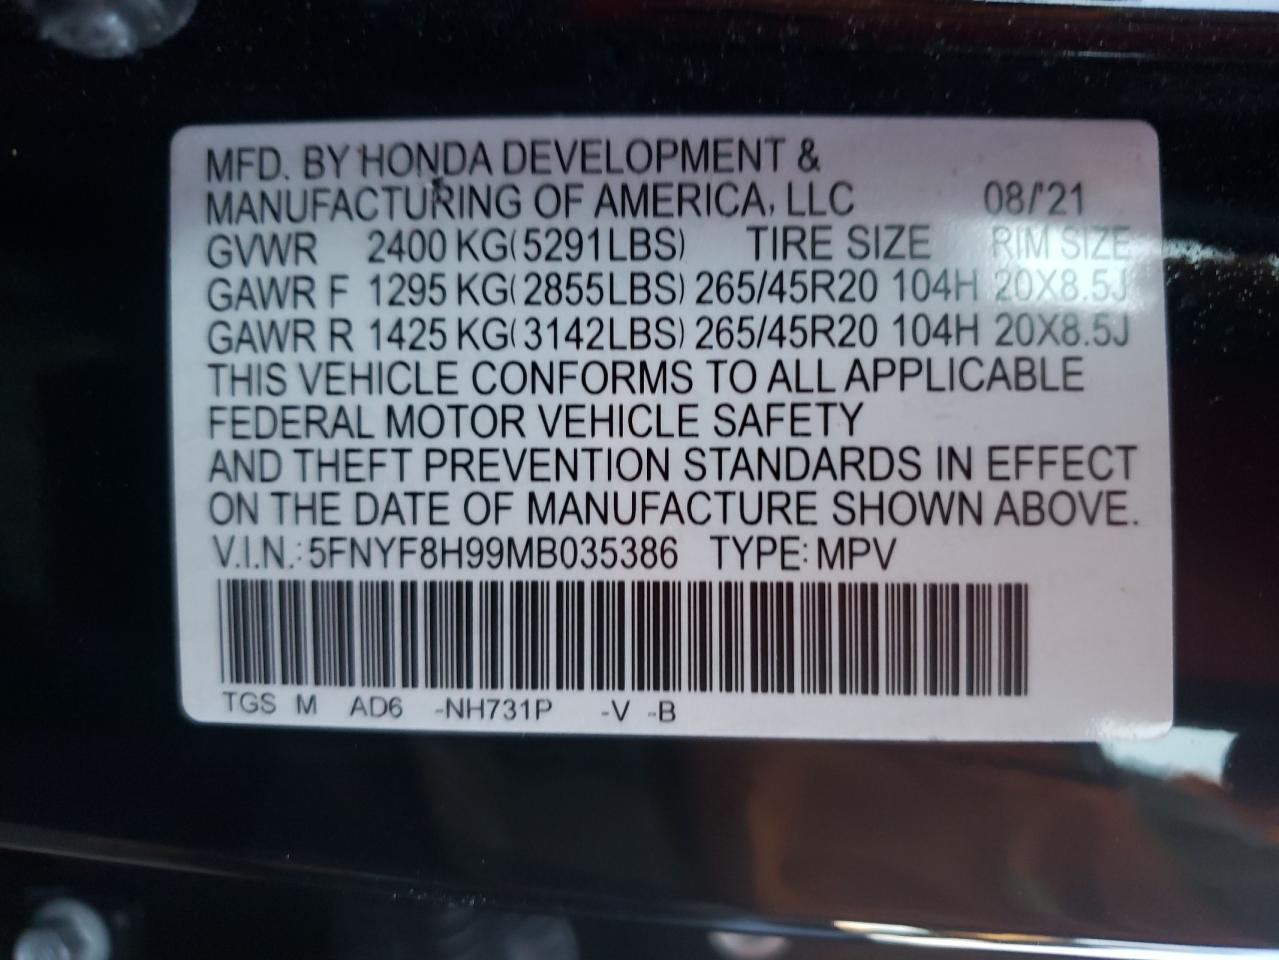 MFD. BY HONDA DEVELOPMENT &
MANUFACTURING OF AMERICA, LLC 08/'21
GVWR 2400 KG(5291LBS) TIRE SIZE RIM SIZE
GAWR F 1295 KG(2855LBS) 265/45R20 104H 20X8.5J
GAWR R 1425 KG(3142LBS) 265/45R20 104H 20X8.5J
THIS VEHICLE CONFORMS TO ALL APPLICABLE
FEDERAL MOTOR VEHICLE SAFETY
AND THEFT PREVENTION STANDARDS IN EFFECT
ON THE DATE OF MANUFACTURE SHOWN ABOVE.
V.I.N.: 5FNYF8H99MB035386 TYPE: MPV
TGS M AD6 -NH731P -V -B